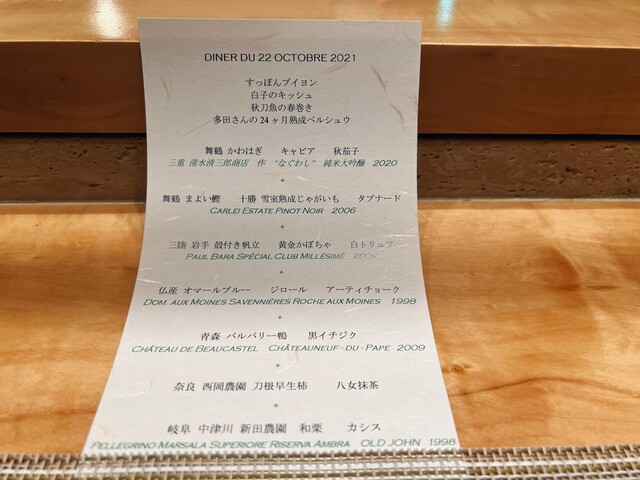 DINER DU 22 OCTOBRE 2021
すっぽんブイヨン
白子のキッシュ
秋刀魚の春巻き
多田さんの24ヶ月熟成ペルシュウ
舞鶴 かわはぎ　キャビア　秋茄子
三重 清水清三郎商店　作　“なぐわし”　純米大吟醸　2020
舞鶴 まよい鰹　十勝 雪室熟成じゃがいも　タプナード
CARLEI ESTATE PINOT NOIR　2006
三陸 岩手 殻付き帆立　黄金かぼちゃ　白トリュフ
PAUL BARA SPÉCIAL CLUB MILLÉSIMÉ
仏産 オマールブルー　ジロール　アーティチョーク
DOM. AUX MOINES SAVENNIÈRES ROCHE AUX MOINES　1998
青森 バルバリー鴨　黒イチジク
CHÂTEAU DE BEAUCASTEL　CHÂTEAUNEUF-DU-PAPE　2009
奈良 西岡農園 刀根早生柿　八女抹茶
岐阜 中津川 新田農園　和栗　カシス
PELLEGRINO MARSALA SUPERIORE RISERVA AMBRA　OLD JOHN　1998